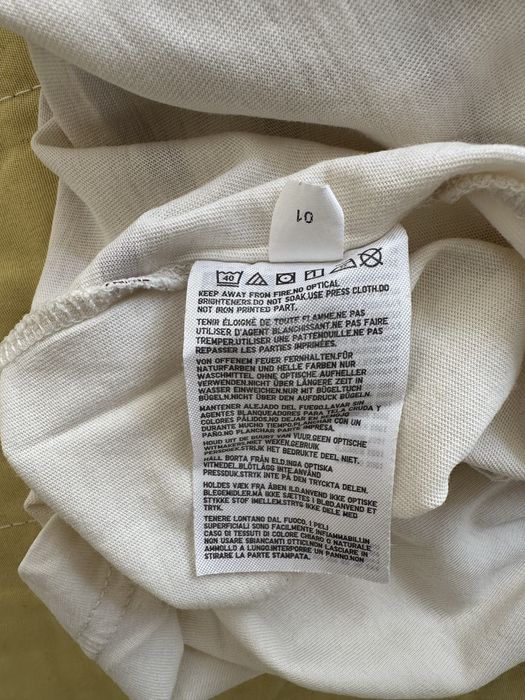 01
40
KEEP AWAY FROM FIRE.NO OPTICAL
BRIGHTENERS.DO NOT SOAK.USE PRESS CLOTH.DO
NOT IRON PRINTED PART.
TENIR ÉLOIGNÉ DE TOUTE FLAMME.NE PAS
UTILISER D'AGENT BLANCHISSANT.NE PAS FAIRE
TREMPER.UTILISER UNE PATTEMOUILLE.NE PAS
REPASSER LES PARTIES IMPRIMÉES.
VON OFFENEM FEUER FERNHALTEN.FÜR
NATURFARBEN UND HELLE FARBEN NUR
WASCHMITTEL OHNE OPTISCHE AUFHELLER
VERWENDEN.NICHT ÜBER LÄNGERE ZEIT IN
WASSER EINWEICHEN.NUR MIT BÜGELTUCH
BÜGELN.NICHT ÜBER DEN AUFDRUCK BÜGELN.
MANTENER ALEJADO DEL FUEGO.LAVAR SIN
AGENTES BLANQUEADORES PARA TELA CRUDA Y
COLORES PÁLIDOS.NO DEJAR EN REMOJO
DURANTE MUCHO TIEMPO.PLANCHAR CON UN
PAÑO.NO PLANCHAR PARTE IMPRESA.
HOUD UIT DE BUURT VAN VUUR.GEEN OPTISCHE
WITMAKERS.NIET WEKEN.GEBRUIK
PERSDOEK.STRIJK HET BEDRUKTE DEEL NIET.
HÅLL BORTA FRÅN ELD.INGA OPTISKA
VITMEDEL.BLÖTLÄGG INTE.ANVÄND
PRESSDUK.STRYK INTE PÅ DEN TRYCKTA DELEN.
HOLDES VÆK FRA ÅBEN ILD.ANVEND IKKE OPTISKE
BLEGEMIDLER.MÅ IKKE SÆTTES I BLØD.ANVEND ET
STYKKE STOF IMELLEM.STRYG IKKE DELE MED
TRYK.
TENERE LONTANO DAL FUOCO. I PELI
SUPERFICIALI SONO FACILMENTE INFIAMMABILI.IN
CASO DI TESSUTI DI COLORE CHIARO O NATURALE
NON USARE SBIANCANTI OTTICI.NON LASCIARE IN
AMMOLLO A LUNGO.INTERPORRE UN PANNO.NON
STIRARE LA PARTE STAMPATA.